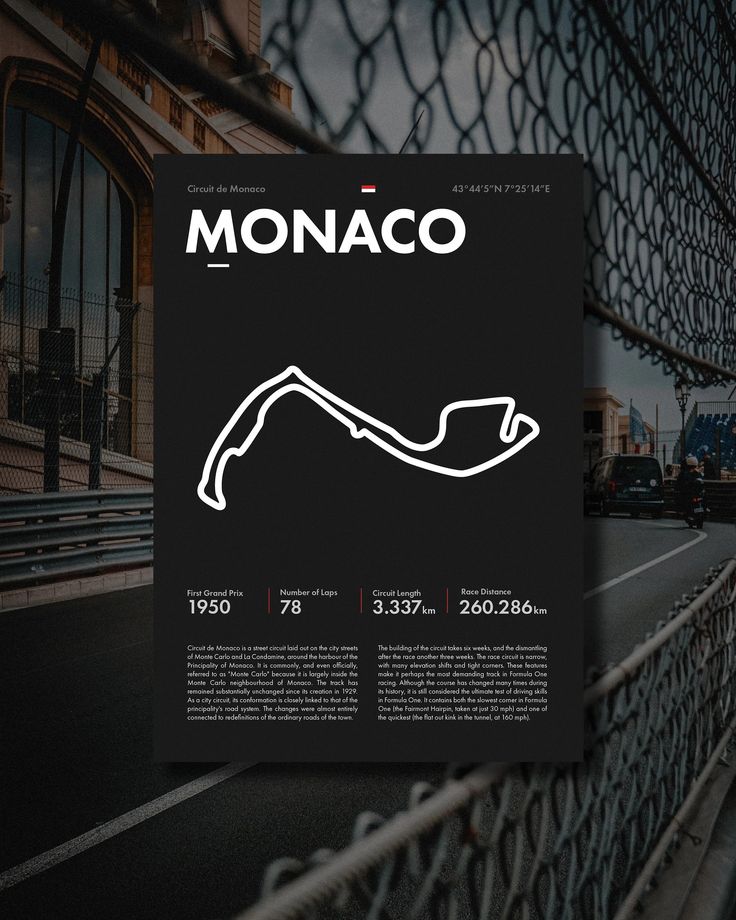 Circuit de Monaco
43°44’5”N 7°25’14”E
MONACO
First Grand Prix
1950
Number of Laps
78
Circuit Length
3.337km
Race Distance
260.286km
Circuit de Monaco is a street circuit laid out on the city streets
of Monte Carlo and La Condamine, around the harbour of the
Principality of Monaco. It is commonly, and even officially,
referred to as "Monte Carlo" because it is largely inside the
Monte Carlo neighbourhood of Monaco. The track has
remained substantially unchanged since its creation in 1929.
As a city circuit, its conformation is closely linked to that of the
principality's road system. The changes were almost entirely
connected to redefinitions of the ordinary roads of the town.
The building of the circuit takes six weeks, and the dismantling
after the race another three weeks. The race circuit is narrow,
with many elevation shifts and tight corners. These features
make it perhaps the most demanding track in Formula One
racing. Although the course has changed many times during
its history, it is still considered the ultimate test of driving skills
in Formula One. It contains both the slowest corner in Formula
One (the Fairmont Hairpin, taken at just 30 mph) and one of
the quickest (the flat out kink in the tunnel, at 160 mph).